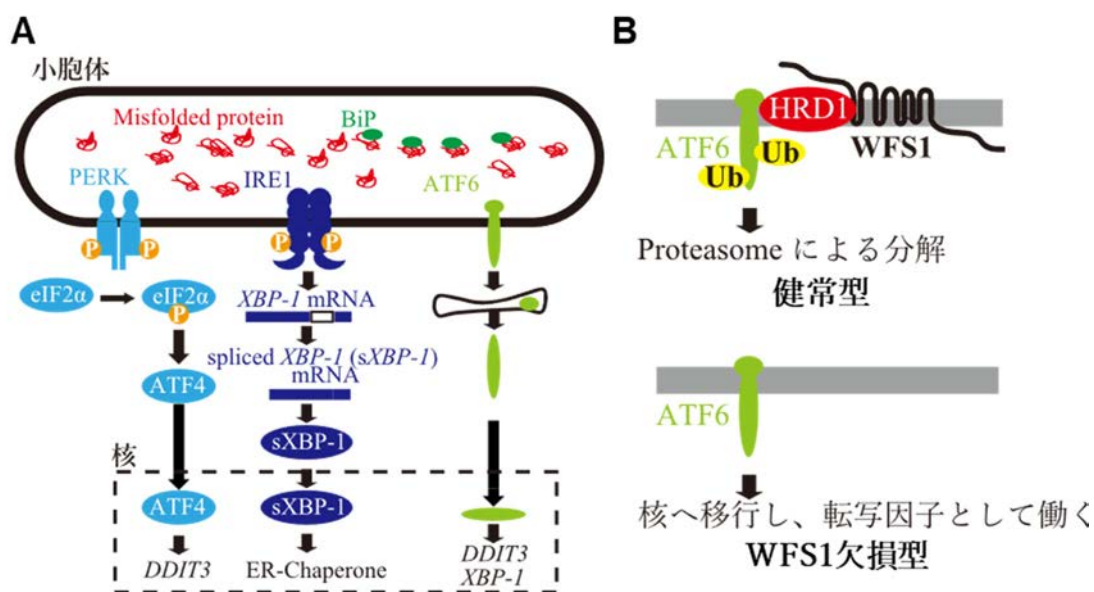 A
小胞体
Misfolded protein
BiP
PERK
IRE1
ATF6
P
P
P
P
eIF2α
eIF2α
P
XBP-1 mRNA
spliced XBP-1 (sXBP-1)
mRNA
ATF4
sXBP-1
核
ATF4
sXBP-1
DDIT3
ER-Chaperone
DDIT3
XBP-1
B
HRD1
ATF6
WFS1
Ub
Ub
Proteasome による分解
健常型
ATF6
核へ移行し、転写因子として働く
WFS1欠損型